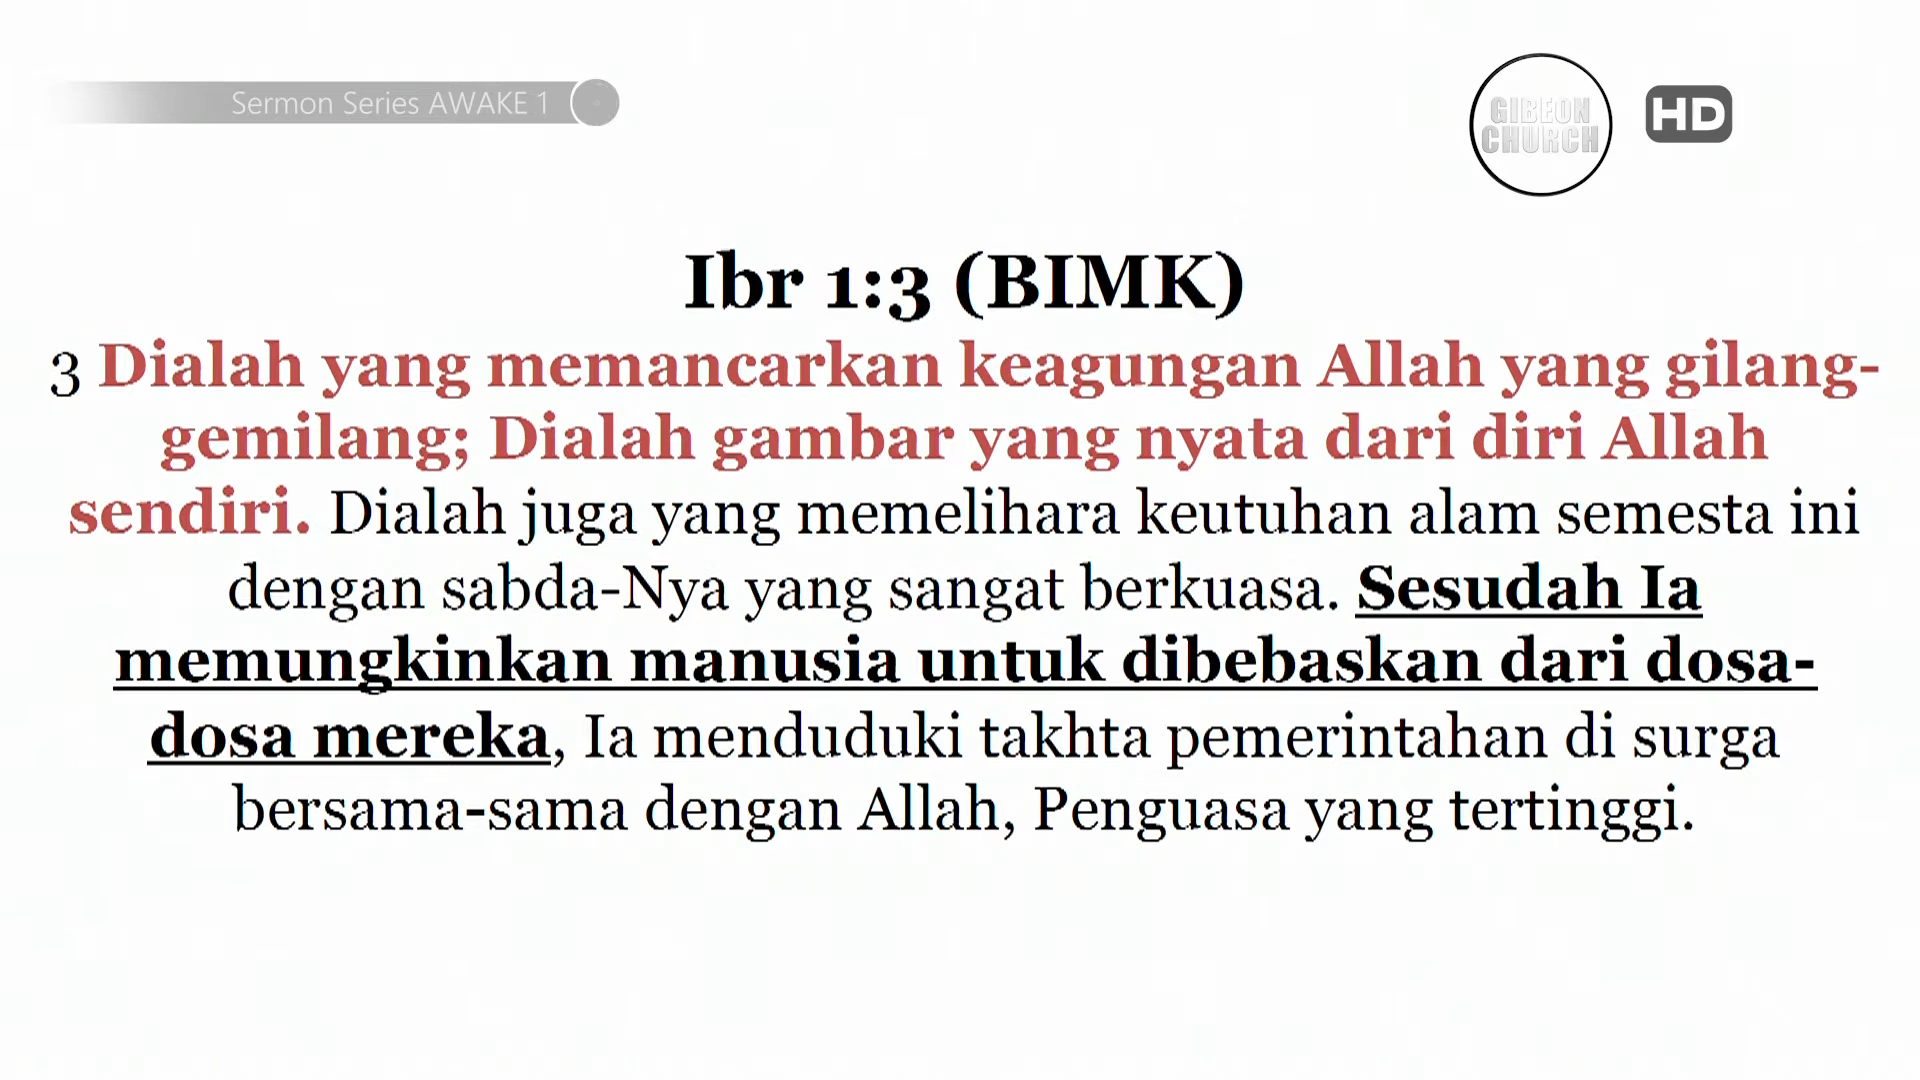 Sermon Series AWAKE 1
GIBEON
CHURCH
HD
Ibr 1:3 (BIMK)
3 Dialah yang memancarkan keagungan Allah yang gilang-
gemilang; Dialah gambar yang nyata dari diri Allah
sendiri. Dialah juga yang memelihara keutuhan alam semesta ini
dengan sabda-Nya yang sangat berkuasa. Sesudah Ia
memungkinkan manusia untuk dibebaskan dari dosa-
dosa mereka, Ia menduduki takhta pemerintahan di surga
bersama-sama dengan Allah, Penguasa yang tertinggi.